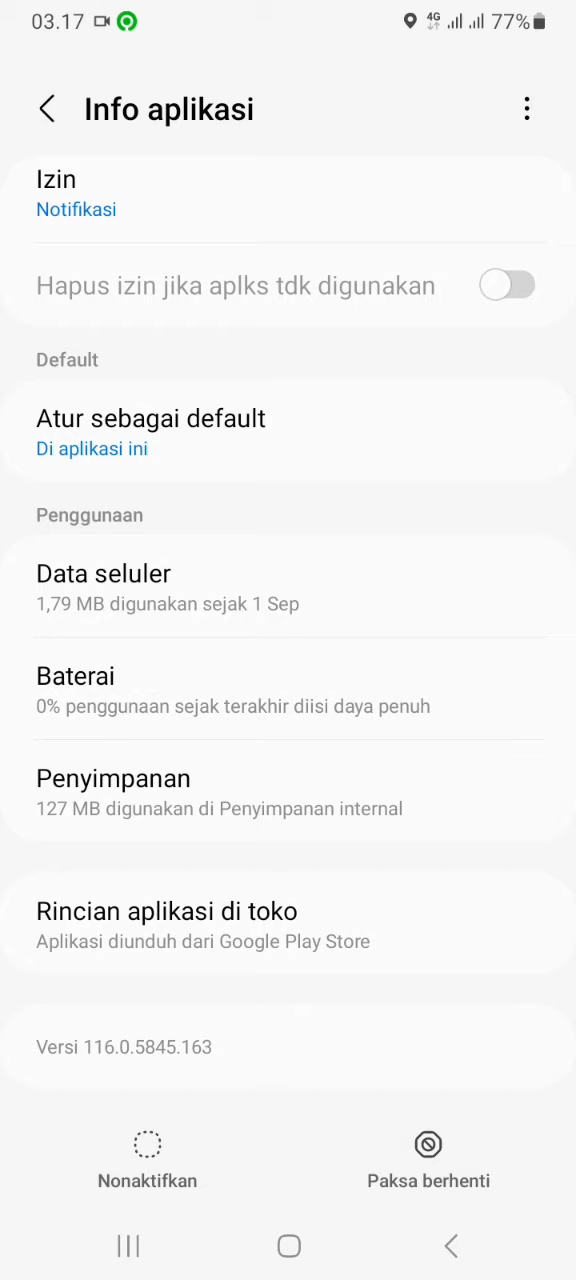 03.17
4G
77%
Info aplikasi
Izin
Notifikasi
Hapus izin jika aplks tdk digunakan
Default
Atur sebagai default
Di aplikasi ini
Penggunaan
Data seluler
1,79 MB digunakan sejak 1 Sep
Baterai
0% penggunaan sejak terakhir diisi daya penuh
Penyimpanan
127 MB digunakan di Penyimpanan internal
Rincian aplikasi di toko
Aplikasi diunduh dari Google Play Store
Versi 116.0.5845.163
Nonaktifkan
Paksa berhenti